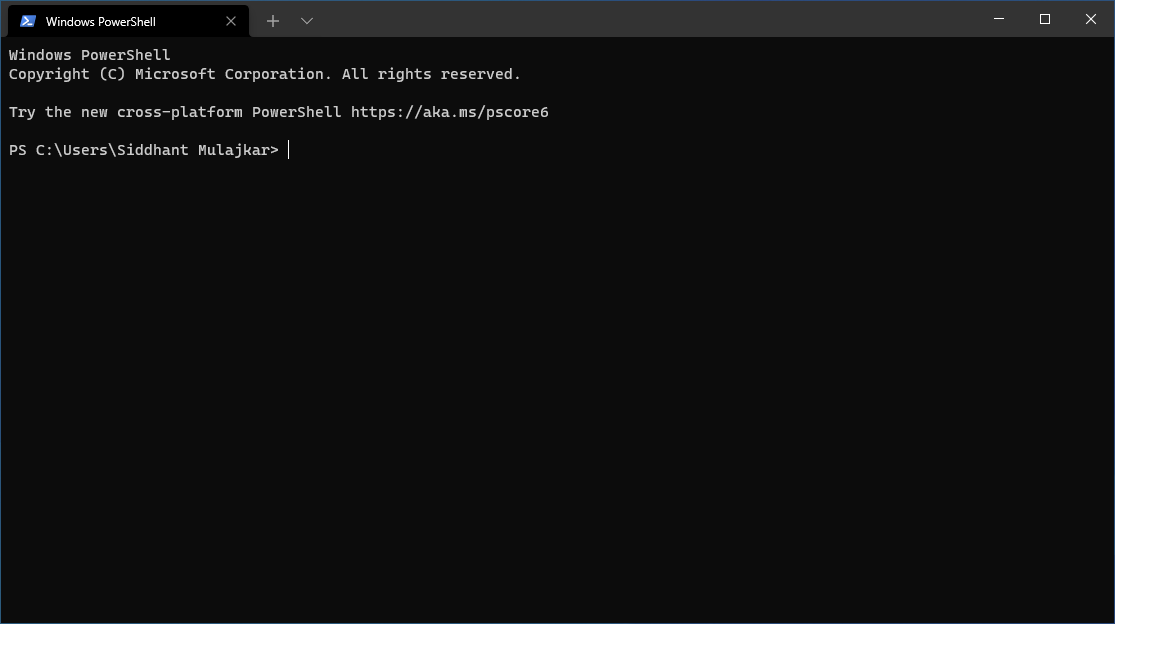 Windows PowerShell
Windows PowerShell
Copyright (C) Microsoft Corporation. All rights reserved.
Try the new cross-platform PowerShell https://aka.ms/pscore6
PS C:\Users\Siddhant Mulajkar>